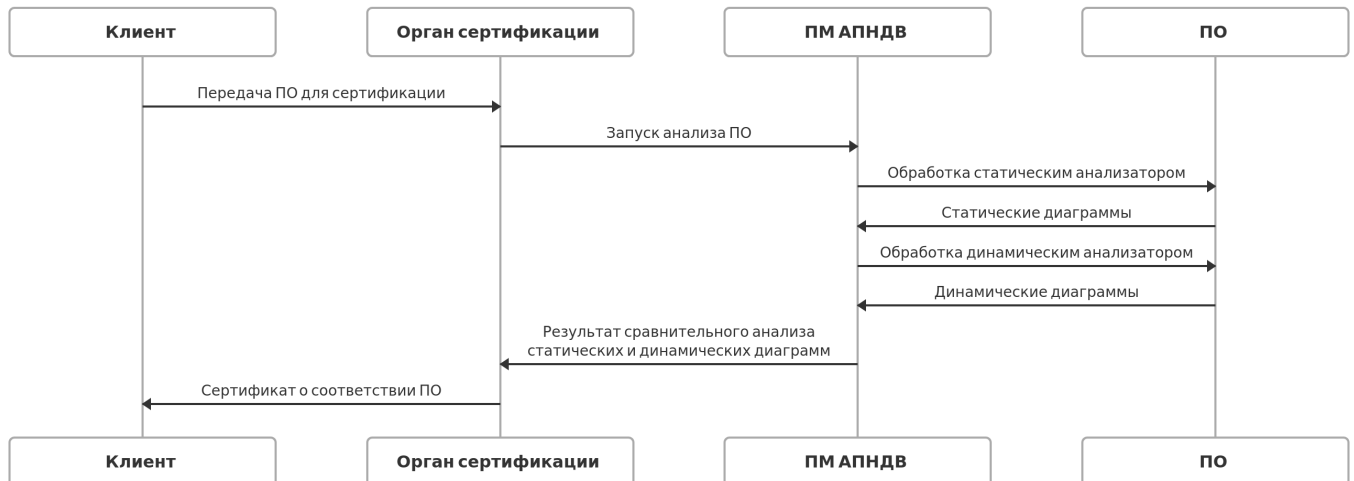 Клиент
Орган сертификации
ПМ АПНДВ
ПО
Передача ПО для сертификации
Запуск анализа ПО
Обработка статическим анализатором
Статические диаграммы
Обработка динамическим анализатором
Динамические диаграммы
Результат сравнительного анализа
статических и динамических диаграмм
Сертификат о соответствии ПО
Клиент
Орган сертификации
ПМ АПНДВ
ПО